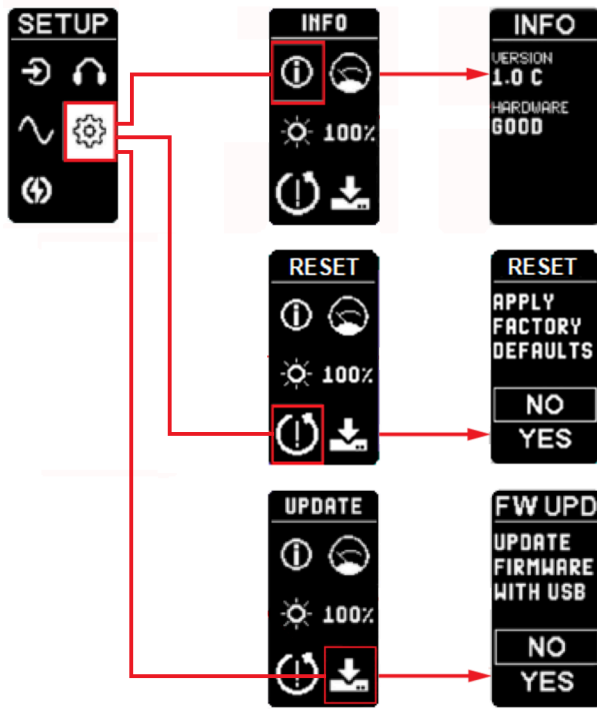 SETUP
INFO
100%
INFO
VERSION
1.0 C
HARDWARE
GOOD
RESET
100%
RESET
APPLY
FACTORY
DEFAULTS
NO
YES
UPDATE
100%
FW UPD
UPDATE
FIRMWARE
WITH USB
NO
YES